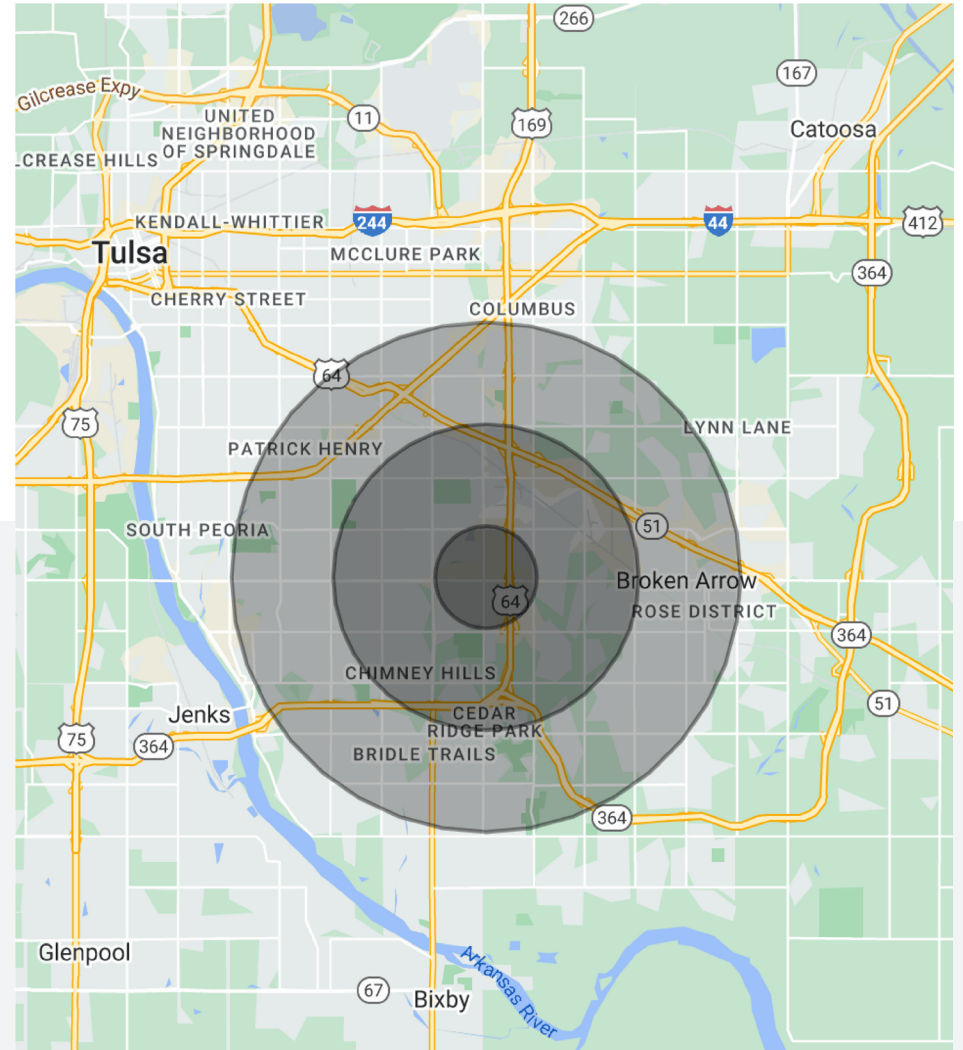 266
Gilcrease Expy
167
11
169
UNITED
NEIGHBORHOOD
OF SPRINGDALE
Catoosa
LCREASE HILLS
KENDALL-WHITTIER
244
44
412
Tulsa
MCCLURE PARK
364
CHERRY STREET
COLUMBUS
64
75
LYNN LANE
PATRICK HENRY
SOUTH PEORIA
51
Broken Arrow
64
ROSE DISTRICT
364
CHIMNEY HILLS
51
Jenks
CEDAR
RIDGE PARK
75
364
BRIDLE TRAILS
364
Glenpool
Arkansas River
67
Bixby